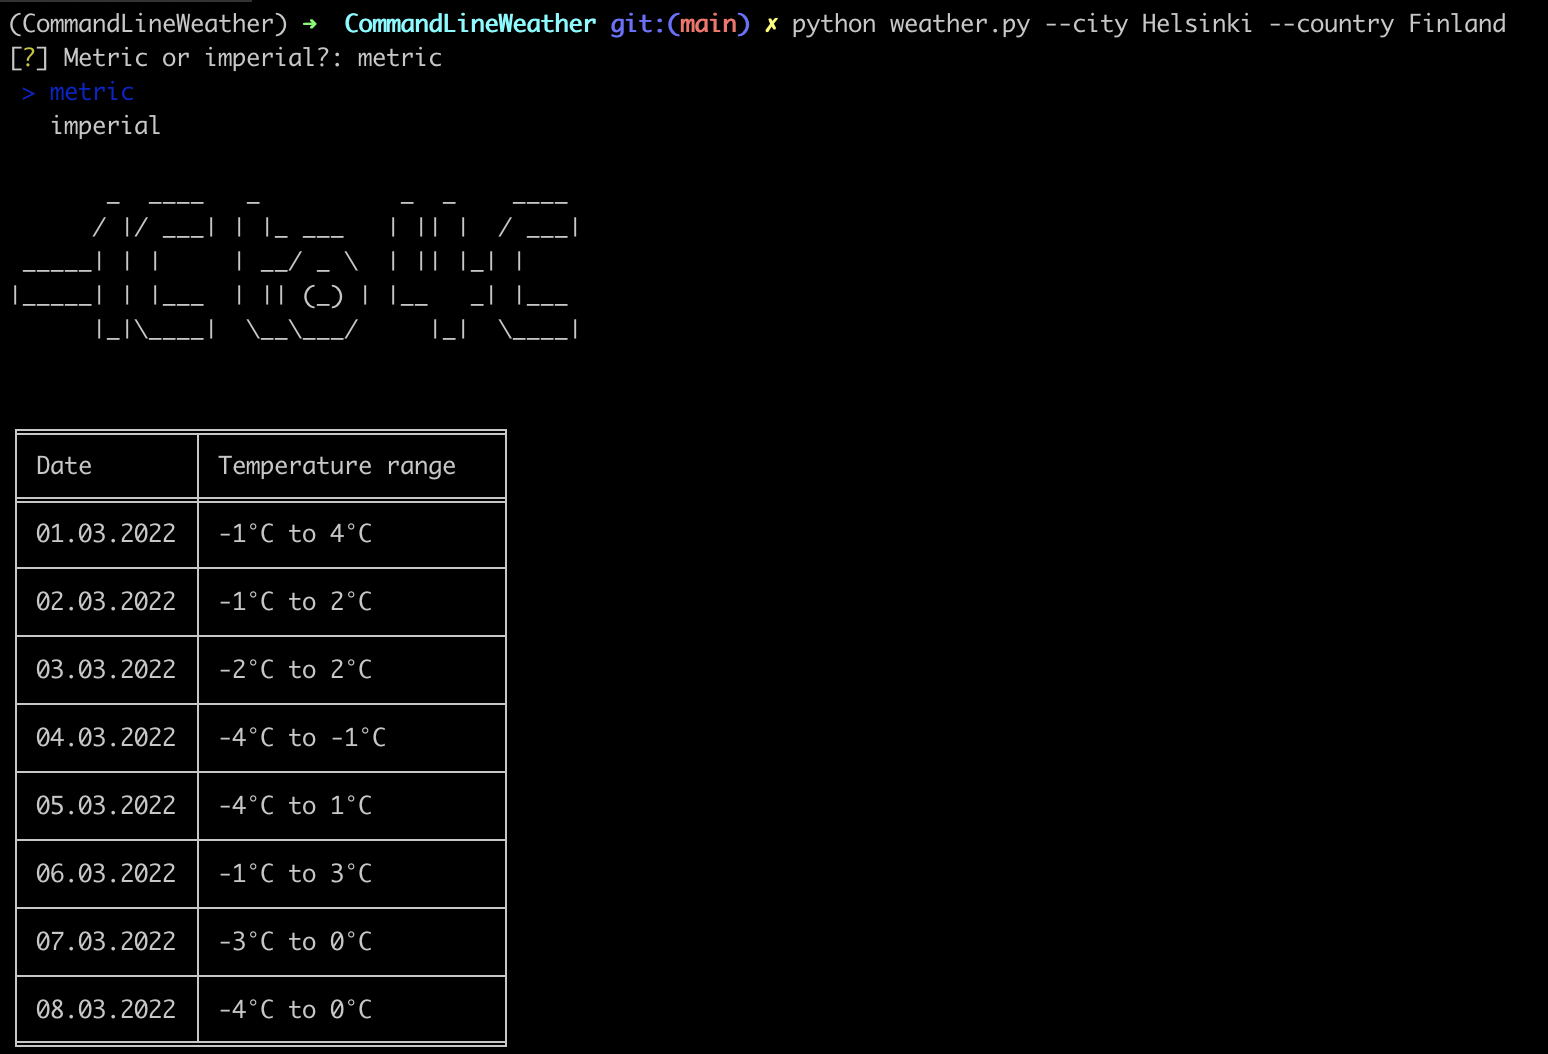 (CommandLineWeather) ➜  CommandLineWeather git:(main) ✗ python weather.py --city Helsinki --country Finland
[?] Metric or imperial?: metric
 > metric
   imperial
       _  ____   _          _  _    ____
      / |/ ___| | |_ ___   | || |  / ___|
 _____| | |     | __/ _ \  | || |_| |
|_____| | |___  | || (_) | |__   _| |___
      |_|\____|  \__\___/     |_|  \____|
Date Temperature range
01.03.2022 -1°C to 4°C
02.03.2022 -1°C to 2°C
03.03.2022 -2°C to 2°C
04.03.2022 -4°C to -1°C
05.03.2022 -4°C to 1°C
06.03.2022 -1°C to 3°C
07.03.2022 -3°C to 0°C
08.03.2022 -4°C to 0°C